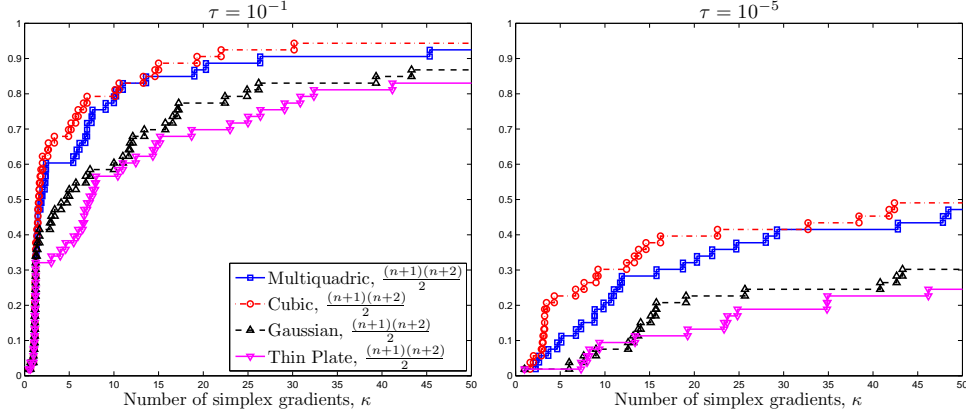 τ = 10⁻¹
1
0.9
0.8
0.7
0.6
0.5
0.4
0.3
0.2
0.1
0
0 5 10 15 20 25 30 35 40 45 50
Number of simplex gradients, κ
Multiquadric, (n+1)(n+2)/2
Cubic, (n+1)(n+2)/2
Gaussian, (n+1)(n+2)/2
Thin Plate, (n+1)(n+2)/2
τ = 10⁻⁵
1
0.9
0.8
0.7
0.6
0.5
0.4
0.3
0.2
0.1
0
0 5 10 15 20 25 30 35 40 45 50
Number of simplex gradients, κ